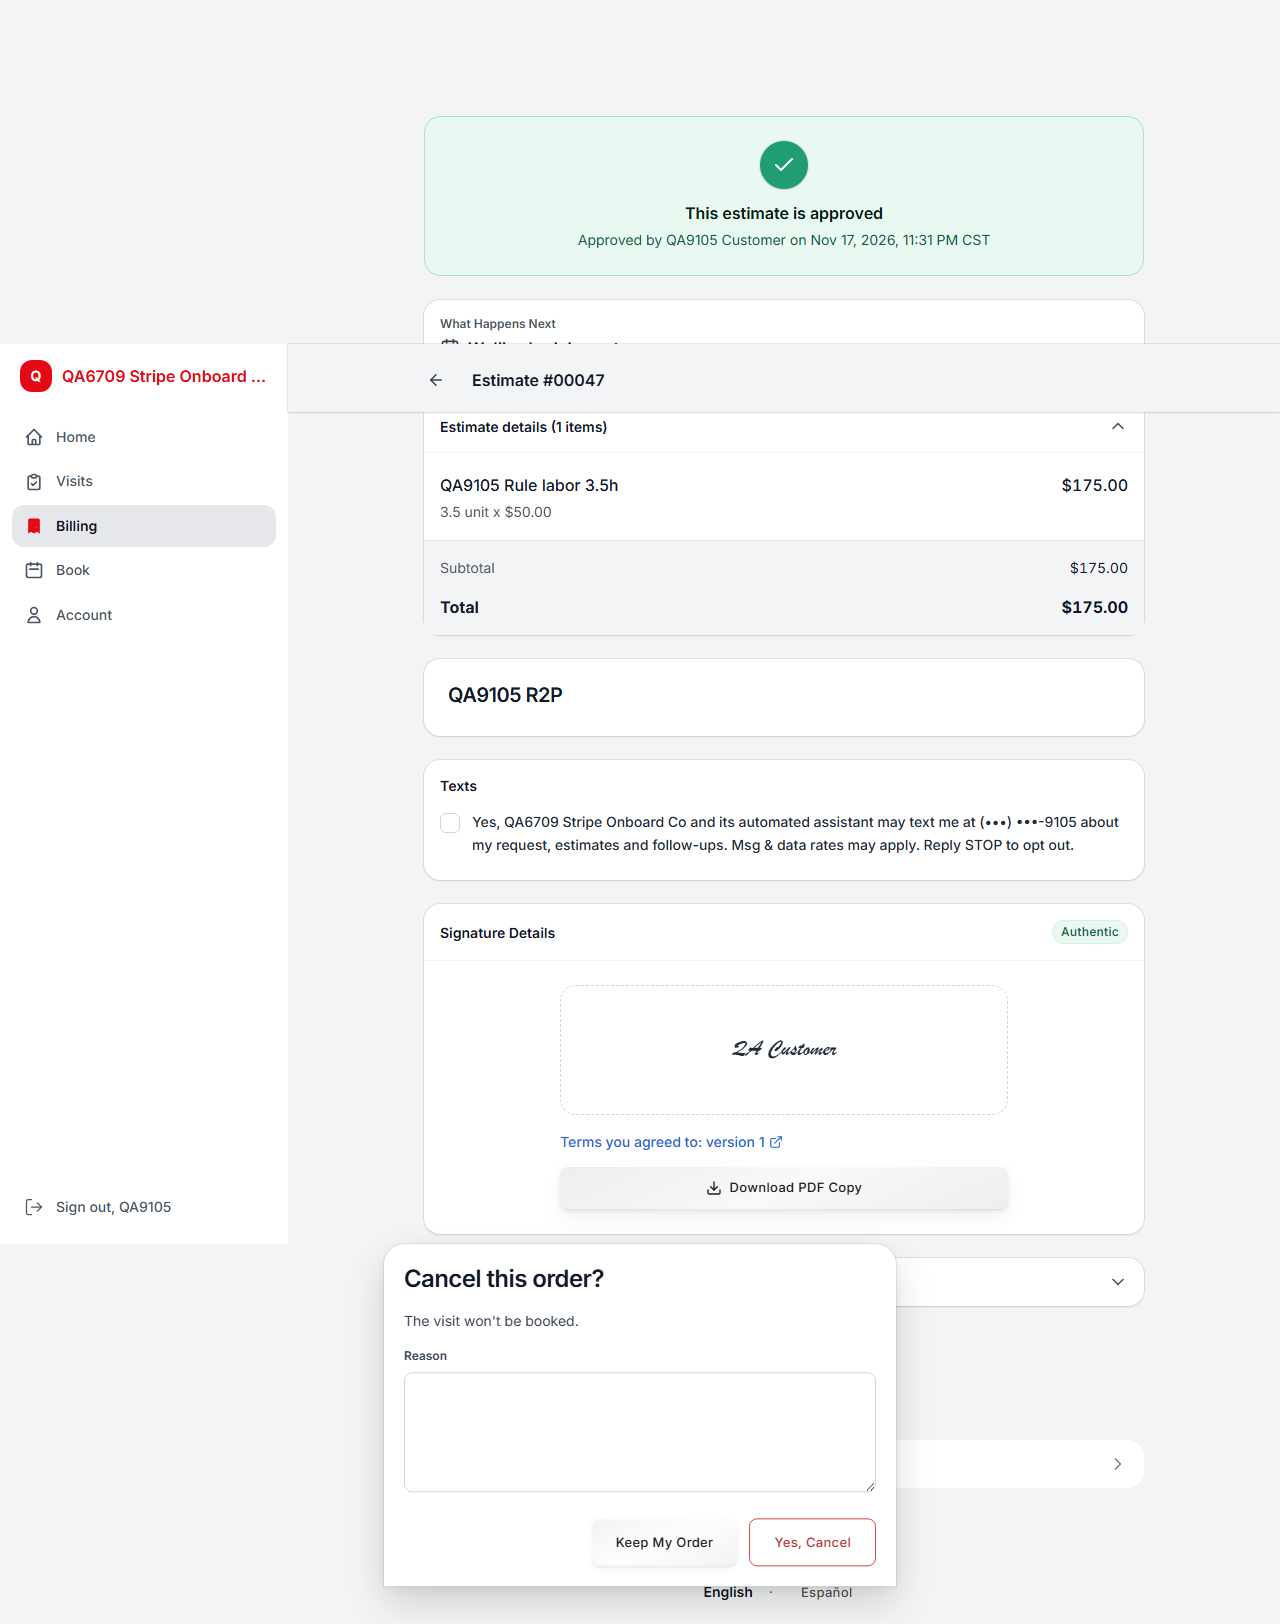 This estimate is approved
Approved by QA9105 Customer on Nov 17, 2026, 11:31 PM CST
What Happens Next
Q
QA6709 Stripe Onboard ...
Estimate #00047
Home
Visits
Billing
Book
Account
Estimate details (1 items)
QA9105 Rule labor 3.5h
$175.00
3.5 unit x $50.00
Subtotal
$175.00
Total
$175.00
QA9105 R2P
Texts
Yes, QA6709 Stripe Onboard Co and its automated assistant may text me at (•••) •••-9105 about
my request, estimates and follow-ups. Msg & data rates may apply. Reply STOP to opt out.
Signature Details
Authentic
QA Customer
Terms you agreed to: version 1
Download PDF Copy
Sign out, QA9105
Cancel this order?
The visit won't be booked.
Reason
Keep My Order
Yes, Cancel
English · Español